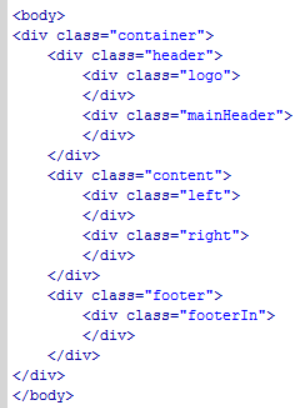 <body>
<div class="container">
    <div class="header">
        <div class="logo">
        </div>
        <div class="mainHeader">
        </div>
    </div>
    <div class="content">
        <div class="left">
        </div>
        <div class="right">
        </div>
    </div>
    <div class="footer">
        <div class="footerIn">
        </div>
    </div>
</div>
</body>